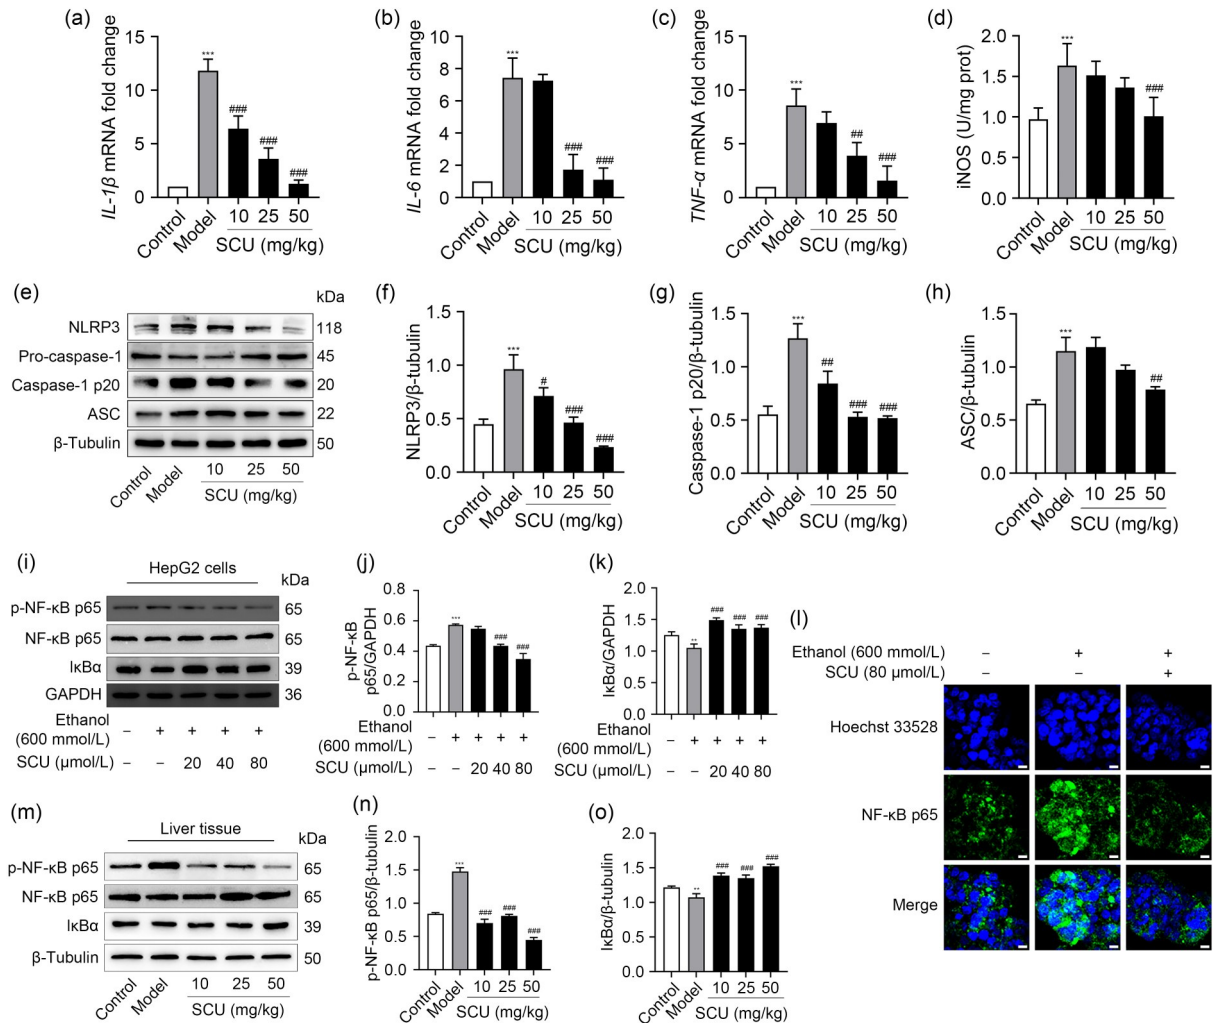 (a)
IL-1β mRNA fold change
15
10
5
0
***
###
###
###
Control
Model
10 25 50
SCU (mg/kg)
(b)
IL-6 mRNA fold change
10
8
6
4
2
0
***
###
###
Control
Model
10 25 50
SCU (mg/kg)
(c)
TNF-α mRNA fold change
15
10
5
0
***
##
###
Control
Model
10 25 50
SCU (mg/kg)
(d)
iNOS (U/mg prot)
2.0
1.5
1.0
0.5
0.0
***
###
Control
Model
10 25 50
SCU (mg/kg)
(e)
kDa
NLRP3 118
Pro-caspase-1 45
Caspase-1 p20 20
ASC 22
β-Tubulin 50
Control
Model
10 25 50
SCU (mg/kg)
(f)
NLRP3/β-tubulin
1.5
1.0
0.5
0.0
***
#
###
###
Control
Model
10 25 50
SCU (mg/kg)
(g)
Caspase-1 p20/β-tubulin
1.5
1.0
0.5
0.0
***
##
###
###
Control
Model
10 25 50
SCU (mg/kg)
(h)
ASC/β-tubulin
1.5
1.0
0.5
0.0
***
##
Control
Model
10 25 50
SCU (mg/kg)
(i)
HepG2 cells
kDa
p-NF-κB p65 65
NF-κB p65 65
IκBα 39
GAPDH 36
Ethanol
(600 mmol/L) – + + + +
SCU (μmol/L) – – 20 40 80
(j)
p-NF-κB
p65/GAPDH
0.8
0.6
0.4
0.2
0.0
***
###
###
Ethanol
(600 mmol/L) – + + + +
SCU (μmol/L) – – 20 40 80
(k)
IκBα/GAPDH
2.0
1.5
1.0
0.5
0.0
**
###
###
###
Ethanol
(600 mmol/L) – + + + +
SCU (μmol/L) – – 20 40 80
(l)
Ethanol (600 mmol/L) – + +
SCU (80 μmol/L) – – +
Hoechst 33528
NF-κB p65
Merge
(m)
Liver tissue
kDa
p-NF-κB p65 65
NF-κB p65 65
IκBα 39
β-Tubulin 50
Control
Model
10 25 50
SCU (mg/kg)
(n)
p-NF-κB p65/β-tubulin
2.0
1.5
1.0
0.5
0.0
***
###
###
###
Control
Model
10 25 50
SCU (mg/kg)
(o)
IκBα/β-tubulin
2.0
1.5
1.0
0.5
0.0
**
###
###
###
Control
Model
10 25 50
SCU (mg/kg)